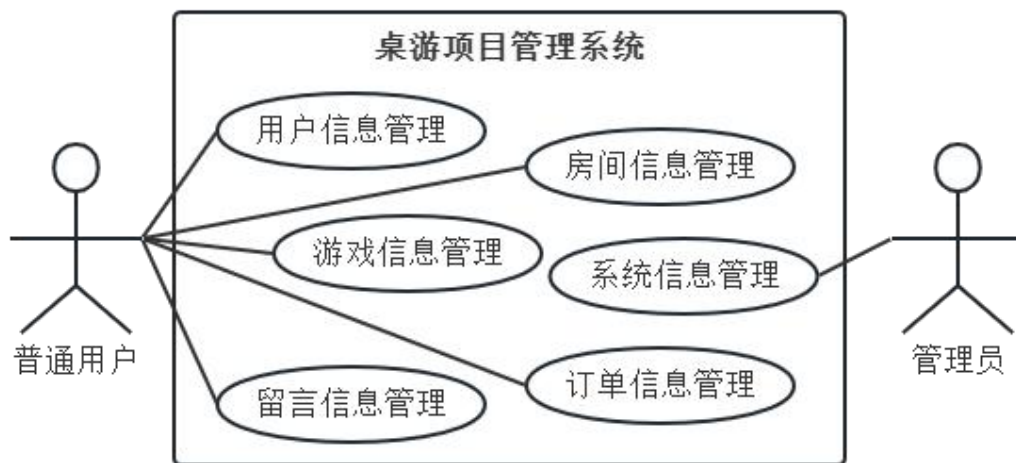 桌游项目管理系统
用户信息管理
房间信息管理
游戏信息管理
系统信息管理
普通用户
管理员
订单信息管理
留言信息管理